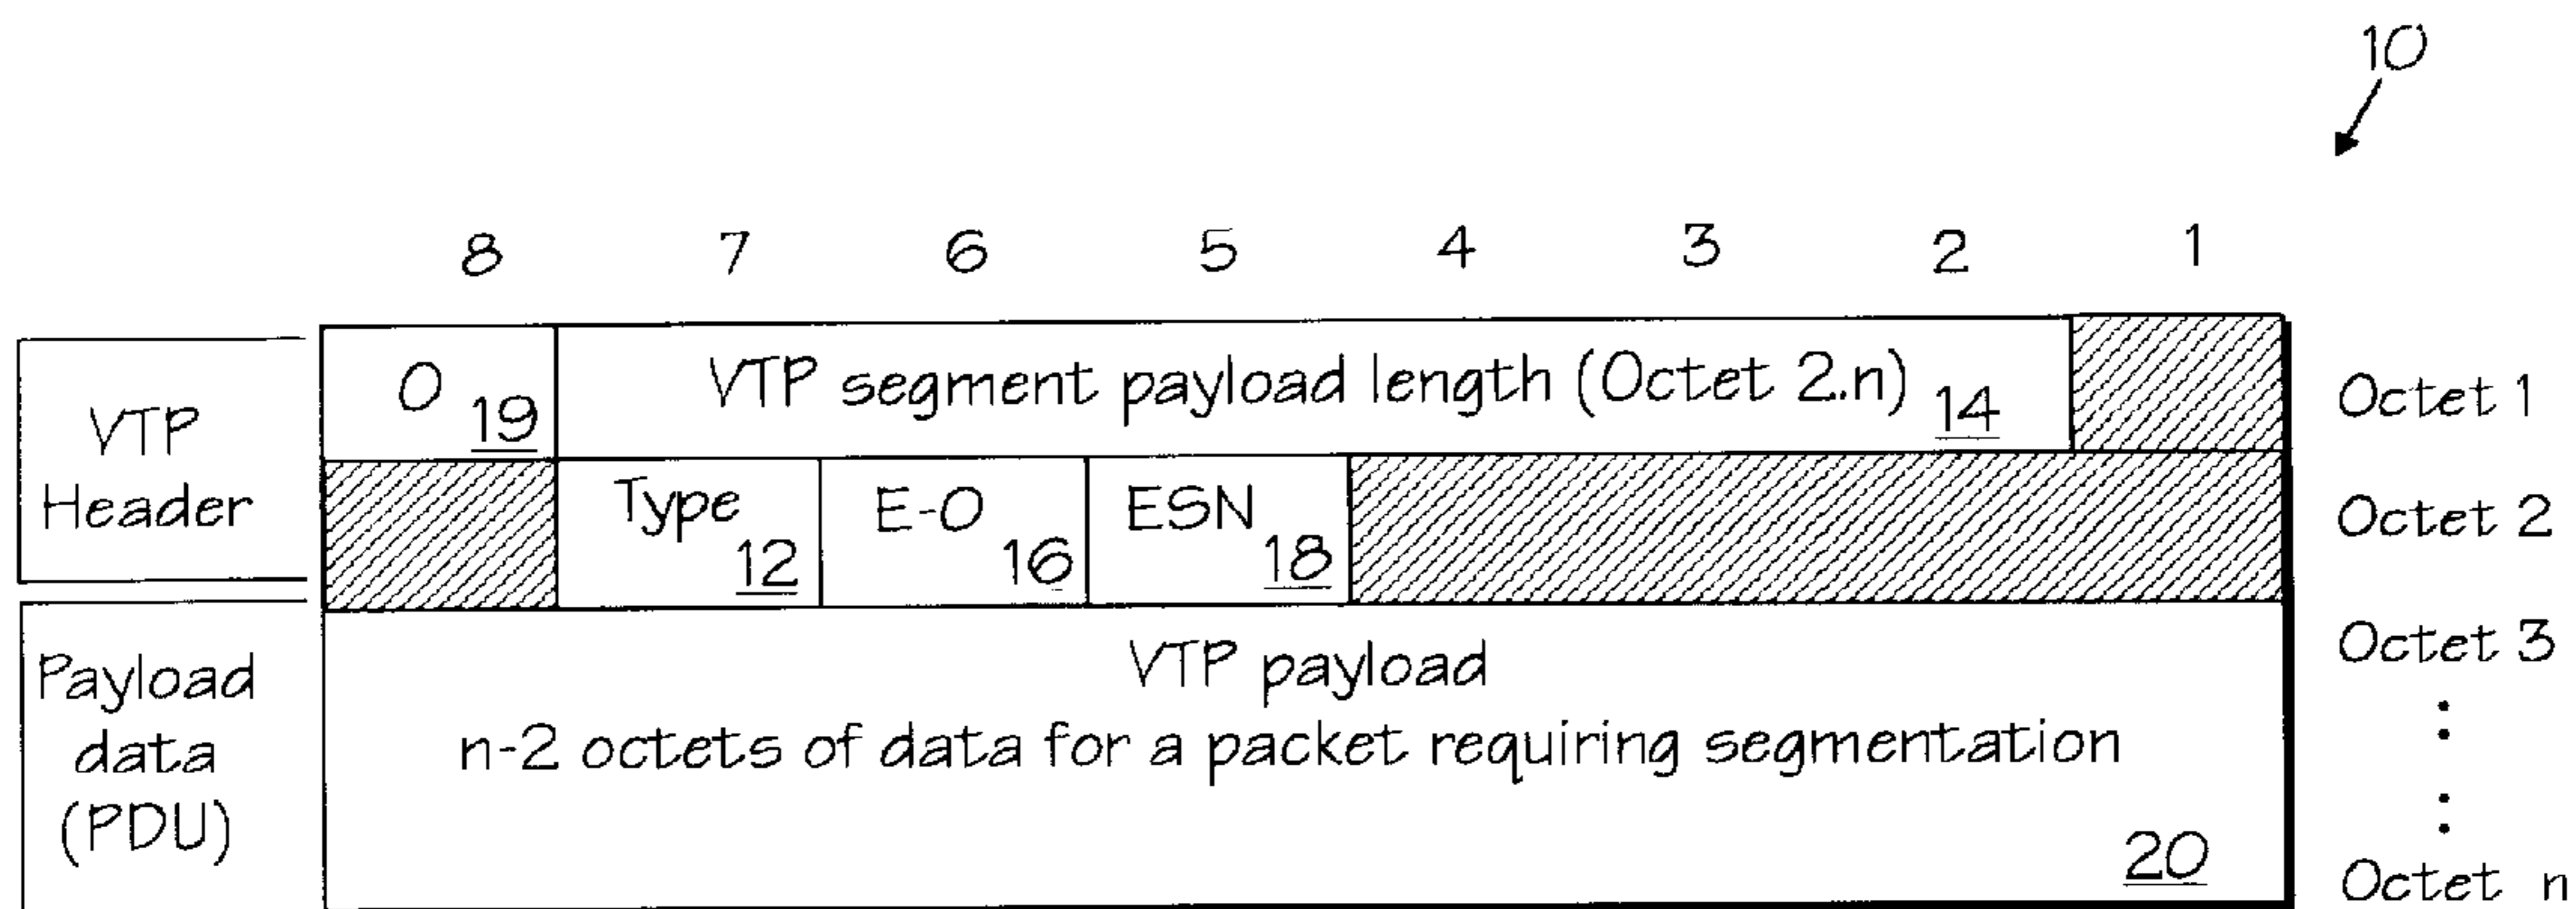 10
8 7 6 5 4 3 2 1
VTP
Header
O 19
VTP segment payload length (Octet 2.n) 14
Octet 1
Type 12
E-O 16
ESN 18
Octet 2
Payload
data
(PDU)
VTP payload
n-2 octets of data for a packet requiring segmentation
20
Octet 3
Octet n